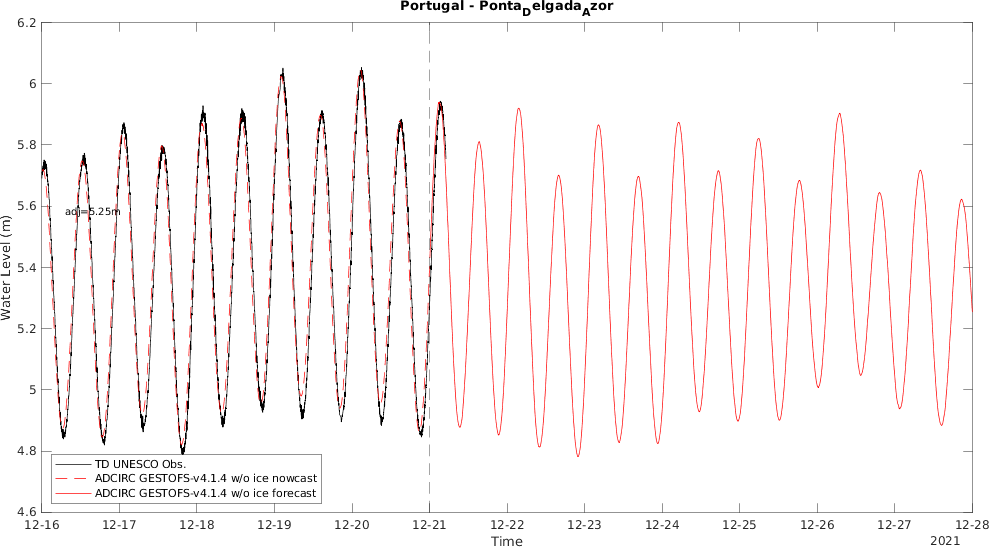 Portugal - Ponta_Delgada_Azor
6.2
6
5.8
5.6
5.4
5.2
5
4.8
4.6
Water Level (m)
adj=5.25m
TD UNESCO Obs.
ADCIRC GESTOFS-v4.1.4 w/o ice nowcast
ADCIRC GESTOFS-v4.1.4 w/o ice forecast
12-16 12-17 12-18 12-19 12-20 12-21 12-22 12-23 12-24 12-25 12-26 12-27 12-28
Time
2021